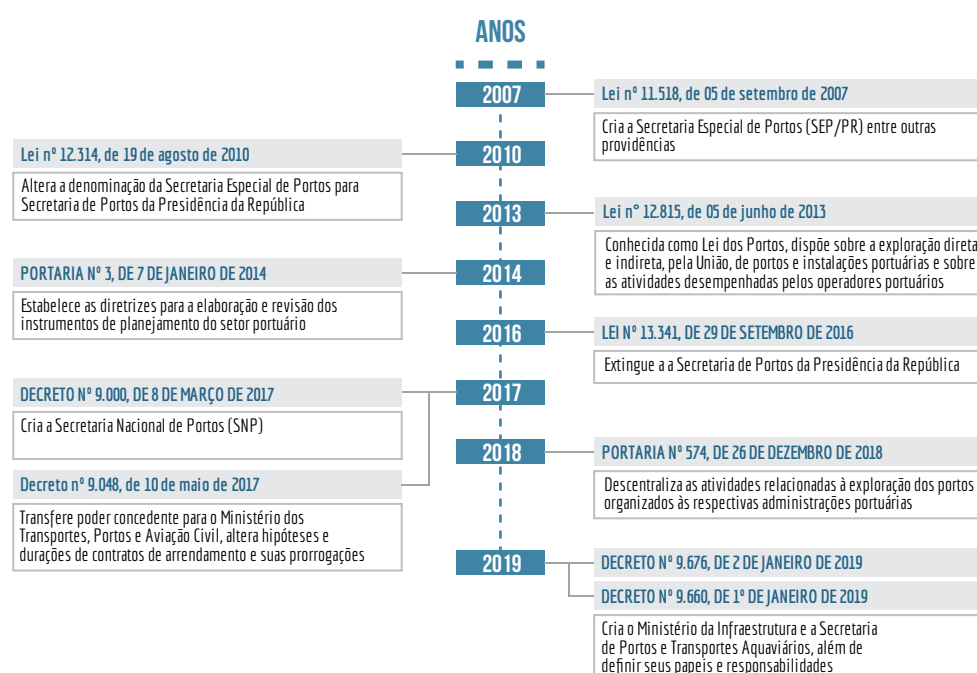 ANOS
2007
Lei nº 11.518, de 05 de setembro de 2007
Cria a Secretaria Especial de Portos (SEP/PR) entre outras
providências
2010
Lei nº 12.314, de 19 de agosto de 2010
Altera a denominação da Secretaria Especial de Portos para
Secretaria de Portos da Presidência da República
2013
Lei n° 12.815, de 05 de junho de 2013
Conhecida como Lei dos Portos, dispõe sobre a exploração direta
e indireta, pela União, de portos e instalações portuárias e sobre
as atividades desempenhadas pelos operadores portuários
2014
PORTARIA Nº 3, DE 7 DE JANEIRO DE 2014
Estabelece as diretrizes para a elaboração e revisão dos
instrumentos de planejamento do setor portuário
2016
LEI Nº 13.341, DE 29 DE SETEMBRO DE 2016
Extingue a a Secretaria de Portos da Presidência da República
2017
DECRETO Nº 9.000, DE 8 DE MARÇO DE 2017
Cria a Secretaria Nacional de Portos (SNP)
Decreto nº 9.048, de 10 de maio de 2017
Transfere poder concedente para o Ministério dos
Transportes, Portos e Aviação Civil, altera hipóteses e
durações de contratos de arrendamento e suas prorrogações
2018
PORTARIA Nº 574, DE 26 DE DEZEMBRO DE 2018
Descentraliza as atividades relacionadas à exploração dos portos
organizados às respectivas administrações portuárias
2019
DECRETO Nº 9.676, DE 2 DE JANEIRO DE 2019
DECRETO Nº 9.660, DE 1º DE JANEIRO DE 2019
Cria o Ministério da Infraestrutura e a Secretaria
de Portos e Transportes Aquaviários, além de
definir seus papeis e responsabilidades